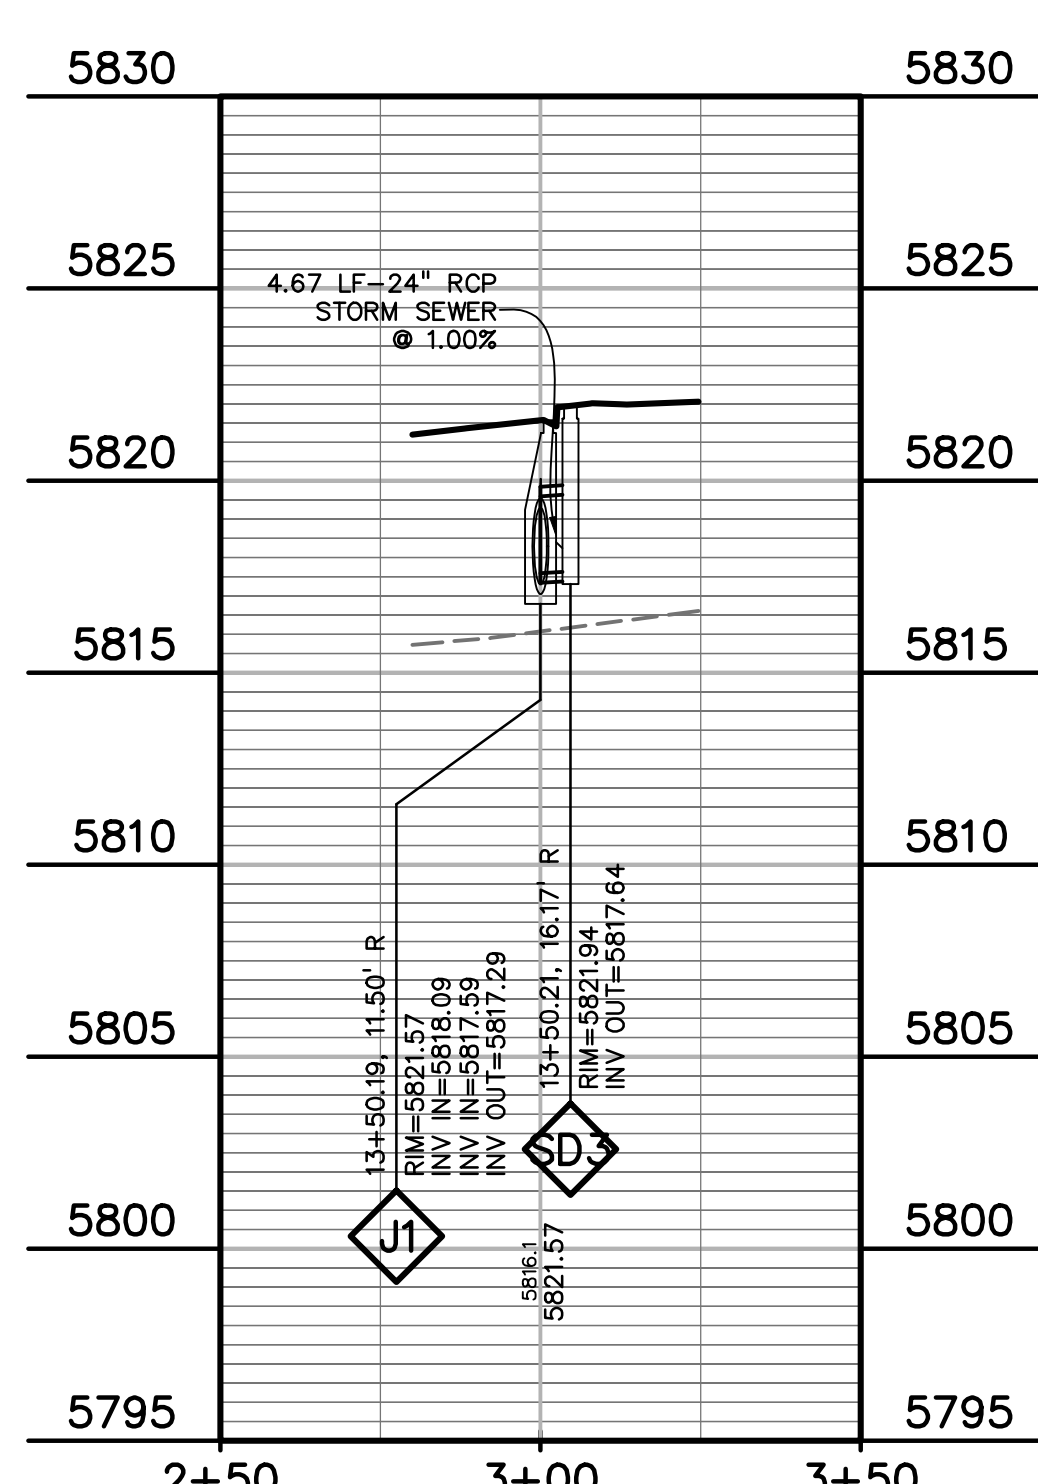 5830
5830
5825
5825
4.67 LF-24" RCP
STORM SEWER
@ 1.00%
5820
5820
5815
5815
5810
5810
13+50.19, 11.50' R
RIM=5821.57
INV IN=5818.09
INV IN=5817.59
INV OUT=5817.29
13+50.21, 16.17' R
RIM=5821.94
INV OUT=5817.64
5805
5805
SD3
J1
5800
5800
5816.1
5821.57
5795
5795
2+50
3+00
3+50